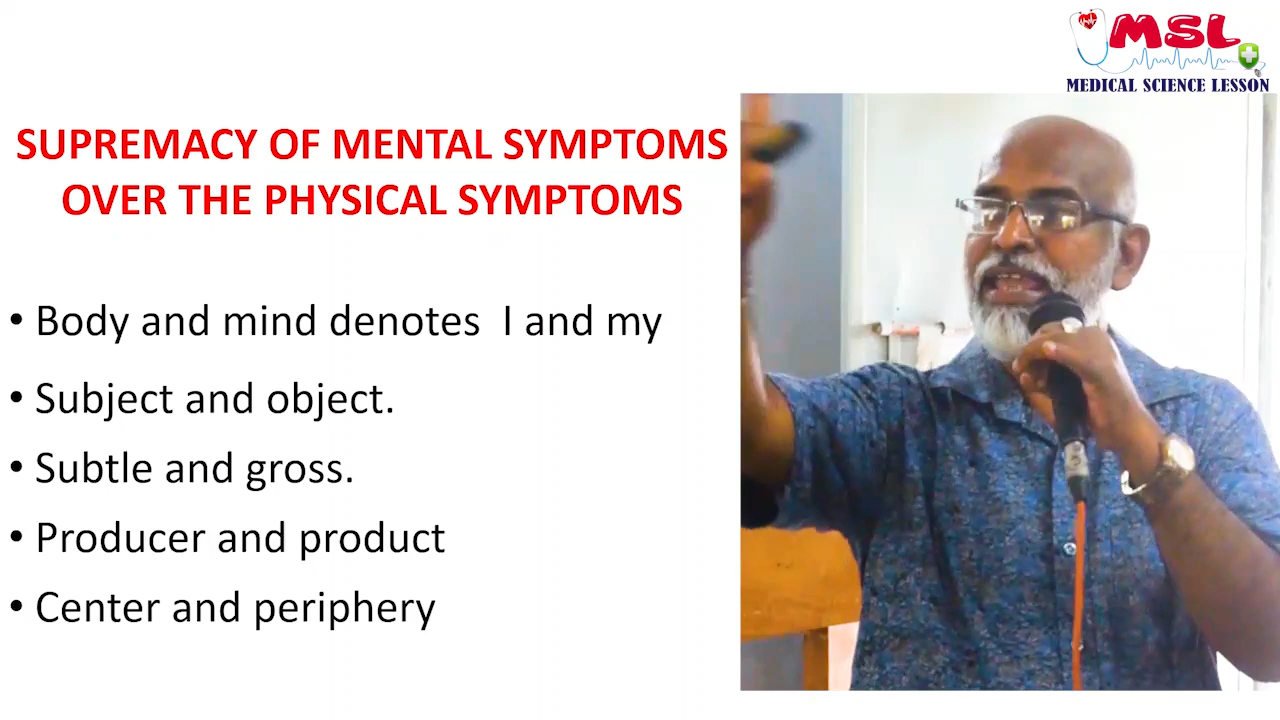 MSL
MEDICAL SCIENCE LESSON
SUPREMACY OF MENTAL SYMPTOMS
OVER THE PHYSICAL SYMPTOMS
• Body and mind denotes I and my
• Subject and object.
• Subtle and gross.
• Producer and product
• Center and periphery